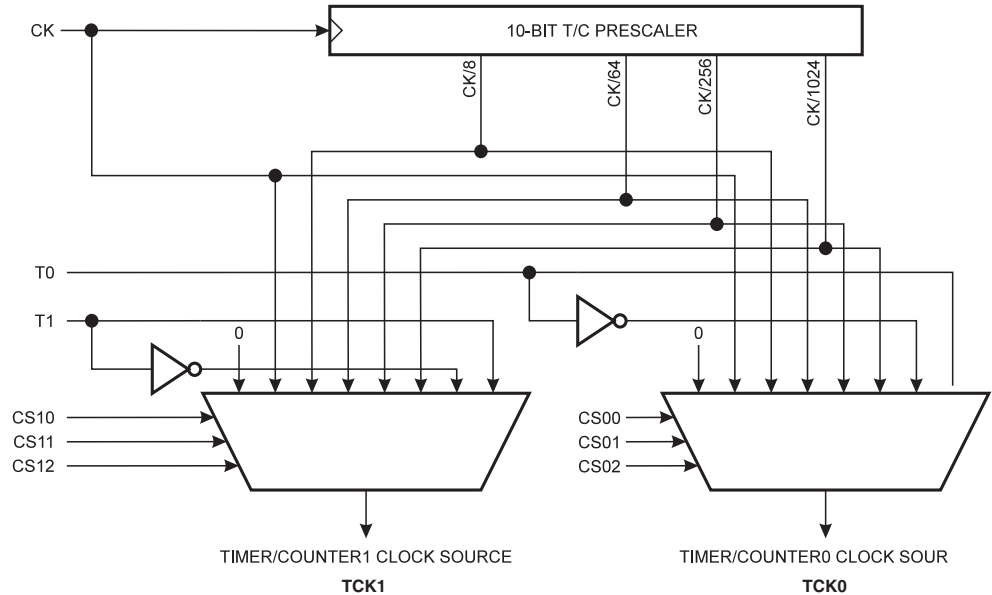 CK
10-BIT T/C PRESCALER
CK/8
CK/64
CK/256
CK/1024
T0
T1
0
0
CS10
CS11
CS12
CS00
CS01
CS02
TIMER/COUNTER1 CLOCK SOURCE
TCK1
TIMER/COUNTER0 CLOCK SOUR
TCK0